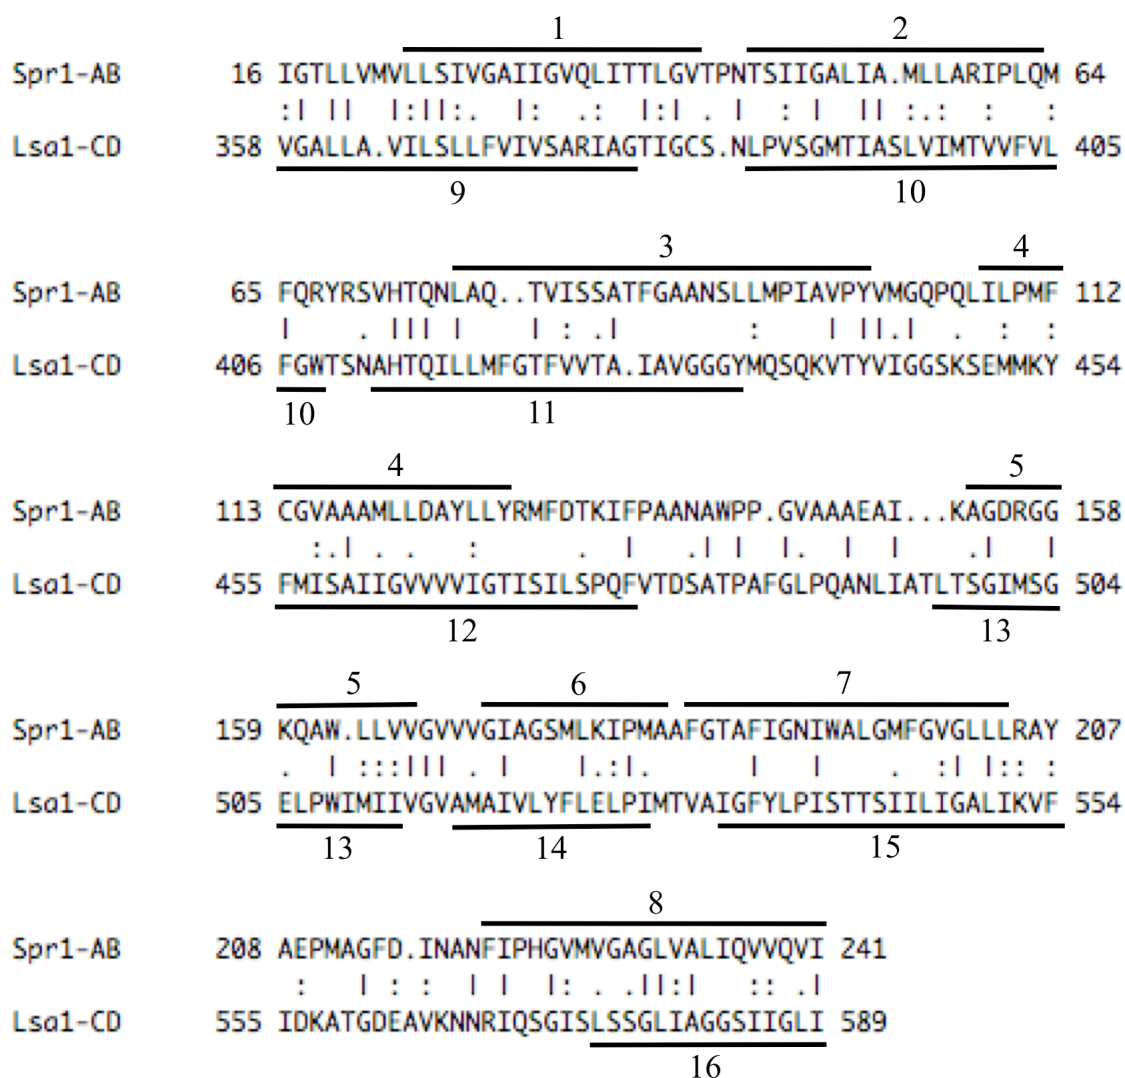 1 2
Spr1-AB 16 IGTLLVMVLLSIVGAIIGVQLITTLGVTPNTSIIGALIA.MLLARIPLQM 64
:| || |:||:. |: .: |:| . | : | || :.: : :
Lsa1-CD 358 VGALLA.VILSLLFVIVSARIAGTIGCS.NLPVSGMTIASLVIMTVVFVL 405
9 10
3 4
Spr1-AB 65 FQRYRSVHTQNLAQ..TVISSATFGAANSLLMPIAVPYVMGQPQLILPMF 112
| . ||| | | : . | : | ||.| . : :
Lsa1-CD 406 FGWTSNAHTQILLMFGTFVVTA.IAVGGGYMQSQKVTYVIGGSKSEMMKY 454
10 11
4 5
Spr1-AB 113 CGVAAAMLLDAYLLYRMFDTKIFPAANAWPP.GVAAAEAI...KAGDRGG 158
:.| . . : . | .| | |. | | .| |
Lsa1-CD 455 FMISAIIGVVVVVIGTISILSPQFVTDSATPAFGLPQANLIATLTSGIMSG 504
12 13
5 6 7
Spr1-AB 159 KQAW.LLVVGVVVVGIAGSMLKIPMAAFGTAFIGNIWALGMFGVGLLLRAY 207
. | :::||| . | |.:|. | | . :| |:: :
Lsa1-CD 505 ELPWIMIIVGVAMAIVLYFLELPIMTVAIGFYLPISTTSIILIGALIKVF 554
13 14 15
8
Spr1-AB 208 AEPMAGFD.INANFIPHGVMVGAGLVALIQVVQVI 241
: | : : | | |: . .||:| :: .|
Lsa1-CD 555 IDKATGDEAVKNNRIQSGISLSSGLIAGGSIIGLI 589
16